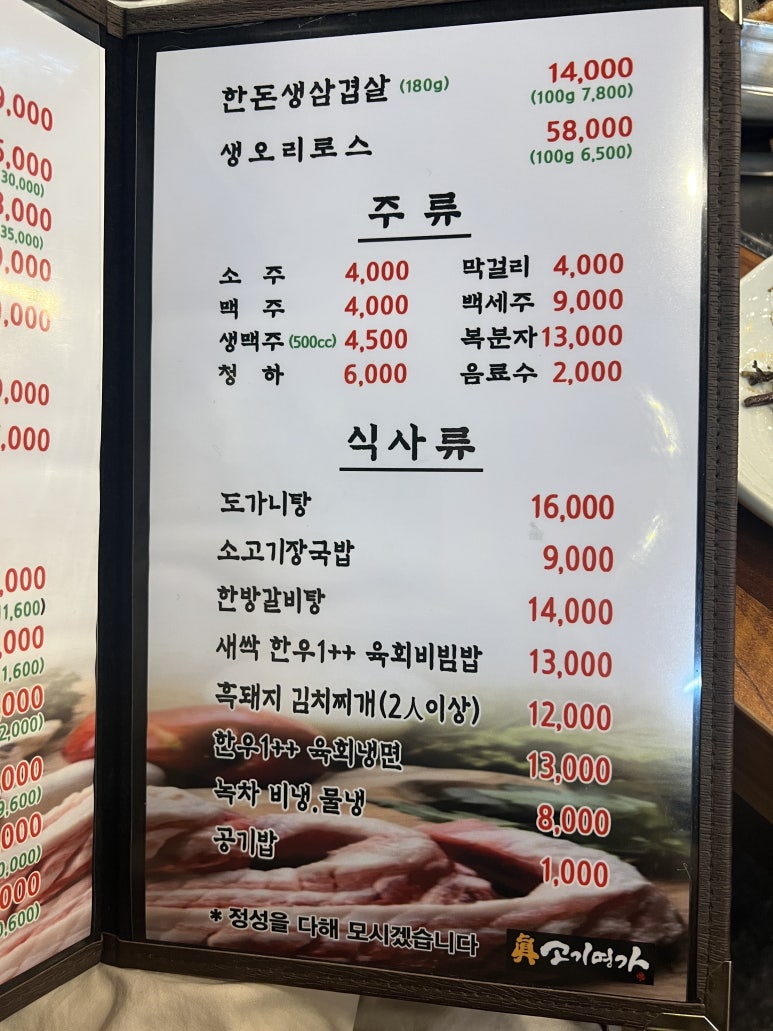 한돈생삼겹살 (180g) 14,000
(100g 7,800)
생오리로스 58,000
(100g 6,500)
주 류
소 주 4,000 막걸리 4,000
맥 주 4,000 백세주 9,000
생맥주 (500cc) 4,500 복분자 13,000
청 하 6,000 음료수 2,000
식사류
도가니탕 16,000
소고기장국밥 9,000
한방갈비탕 14,000
새싹 한우1++ 육회비빔밥 13,000
흑돼지 김치찌개(2人이상) 12,000
한우1++ 육회냉면 13,000
녹차 비냉.물냉 8,000
공기밥 1,000
* 정성을 다해 모시겠습니다
眞 고기명가